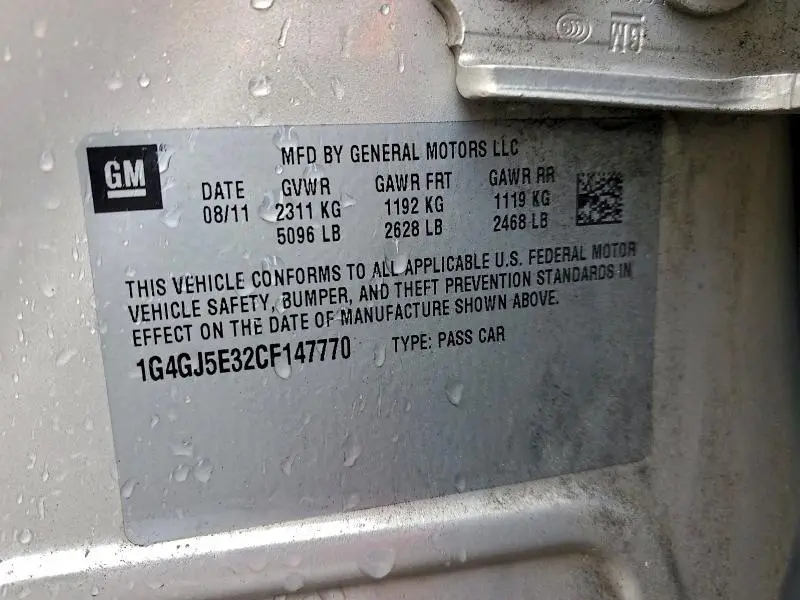 GM
MFD BY GENERAL MOTORS LLC
DATE GVWR GAWR FRT GAWR RR
08/11 2311 KG 1192 KG 1119 KG
5096 LB 2628 LB 2468 LB
THIS VEHICLE CONFORMS TO ALL APPLICABLE U.S. FEDERAL MOTOR
VEHICLE SAFETY, BUMPER, AND THEFT PREVENTION STANDARDS IN
EFFECT ON THE DATE OF MANUFACTURE SHOWN ABOVE.
1G4GJ5E32CF147770 TYPE: PASS CAR